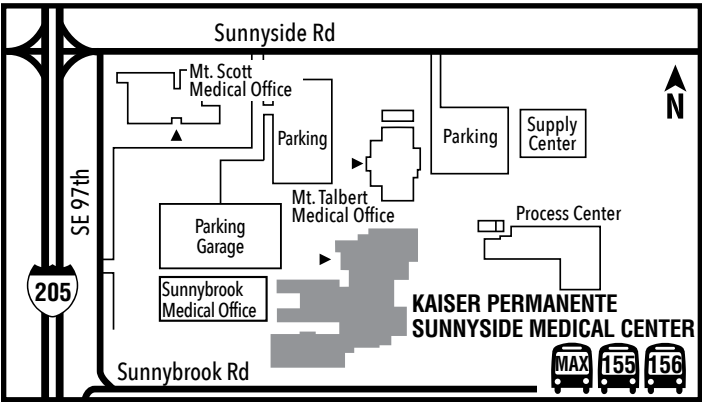 Sunnyside Rd
Mt. Scott
Medical Office
N
Parking
Parking
Supply
Center
SE 97th
Mt. Talbert
Medical Office
Parking
Garage
Process Center
205
Sunnybrook
Medical Office
KAISER PERMANENTE
SUNNYSIDE MEDICAL CENTER
Sunnybrook Rd
MAX
155
156